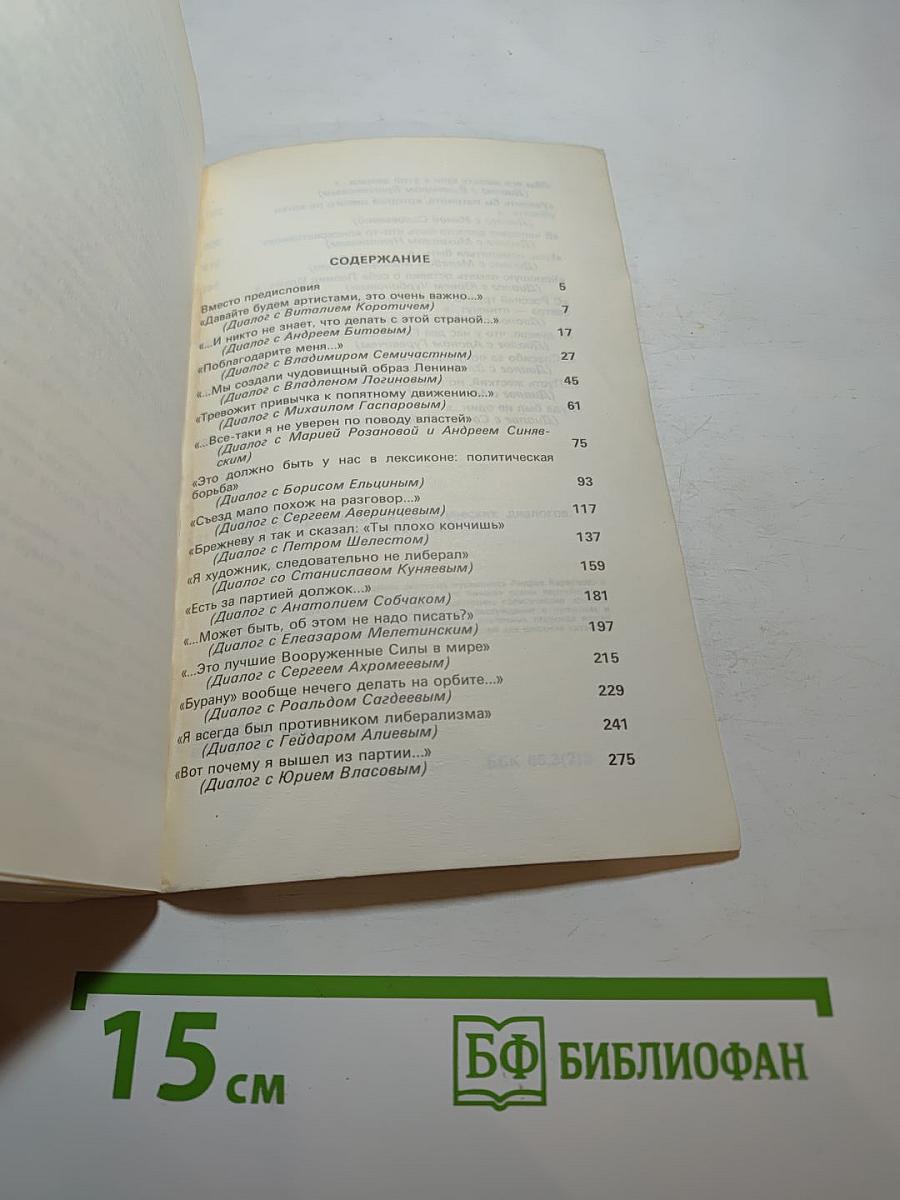 СОДЕРЖАНИЕ
Вместо предисловия 5
«Давайте будем артистами, это очень важно...»
(Диалог с Виталием Коротичем) 7
«...И никто не знает, что делать с этой страной...»
(Диалог с Андреем Битовым) 17
«Поблагодарите меня...»
(Диалог с Владимиром Семичастным) 27
«...Мы создали чудовищный образ Ленина»
(Диалог с Владленом Логиновым) 45
«Тревожит привычка к попятному движению...»
(Диалог с Михаилом Гаспаровым) 61
«...Все-таки я не уверен по поводу властей»
(Диалог с Марией Розановой и Андреем Синяв-
ским) 75
«Это должно быть у нас в лексиконе: политическая
борьба»
(Диалог с Борисом Ельциным) 93
«Съезд мало похож на разговор...»
(Диалог с Сергеем Аверинцевым) 117
«Брежневу я так и сказал: «Ты плохо кончишь»
(Диалог с Петром Шелестом) 137
«Я художник, следовательно не либерал»
(Диалог со Станиславом Куняевым) 159
«Есть за партией должок...»
(Диалог с Анатолием Собчаком) 181
«...Может быть, об этом не надо писать?»
(Диалог с Елеазаром Мелетинским) 197
«...Это лучшие Вооруженные Силы в мире»
(Диалог с Сергеем Ахромеевым) 215
«Бурану» вообще нечего делать на орбите...»
(Диалог с Роальдом Сагдеевым) 229
«Я всегда был противником либерализма»
(Диалог с Гейдаром Алиевым) 241
«Вот почему я вышел из партии...»
(Диалог с Юрием Власовым) 275
15 см
БФ БИБЛИОФАН